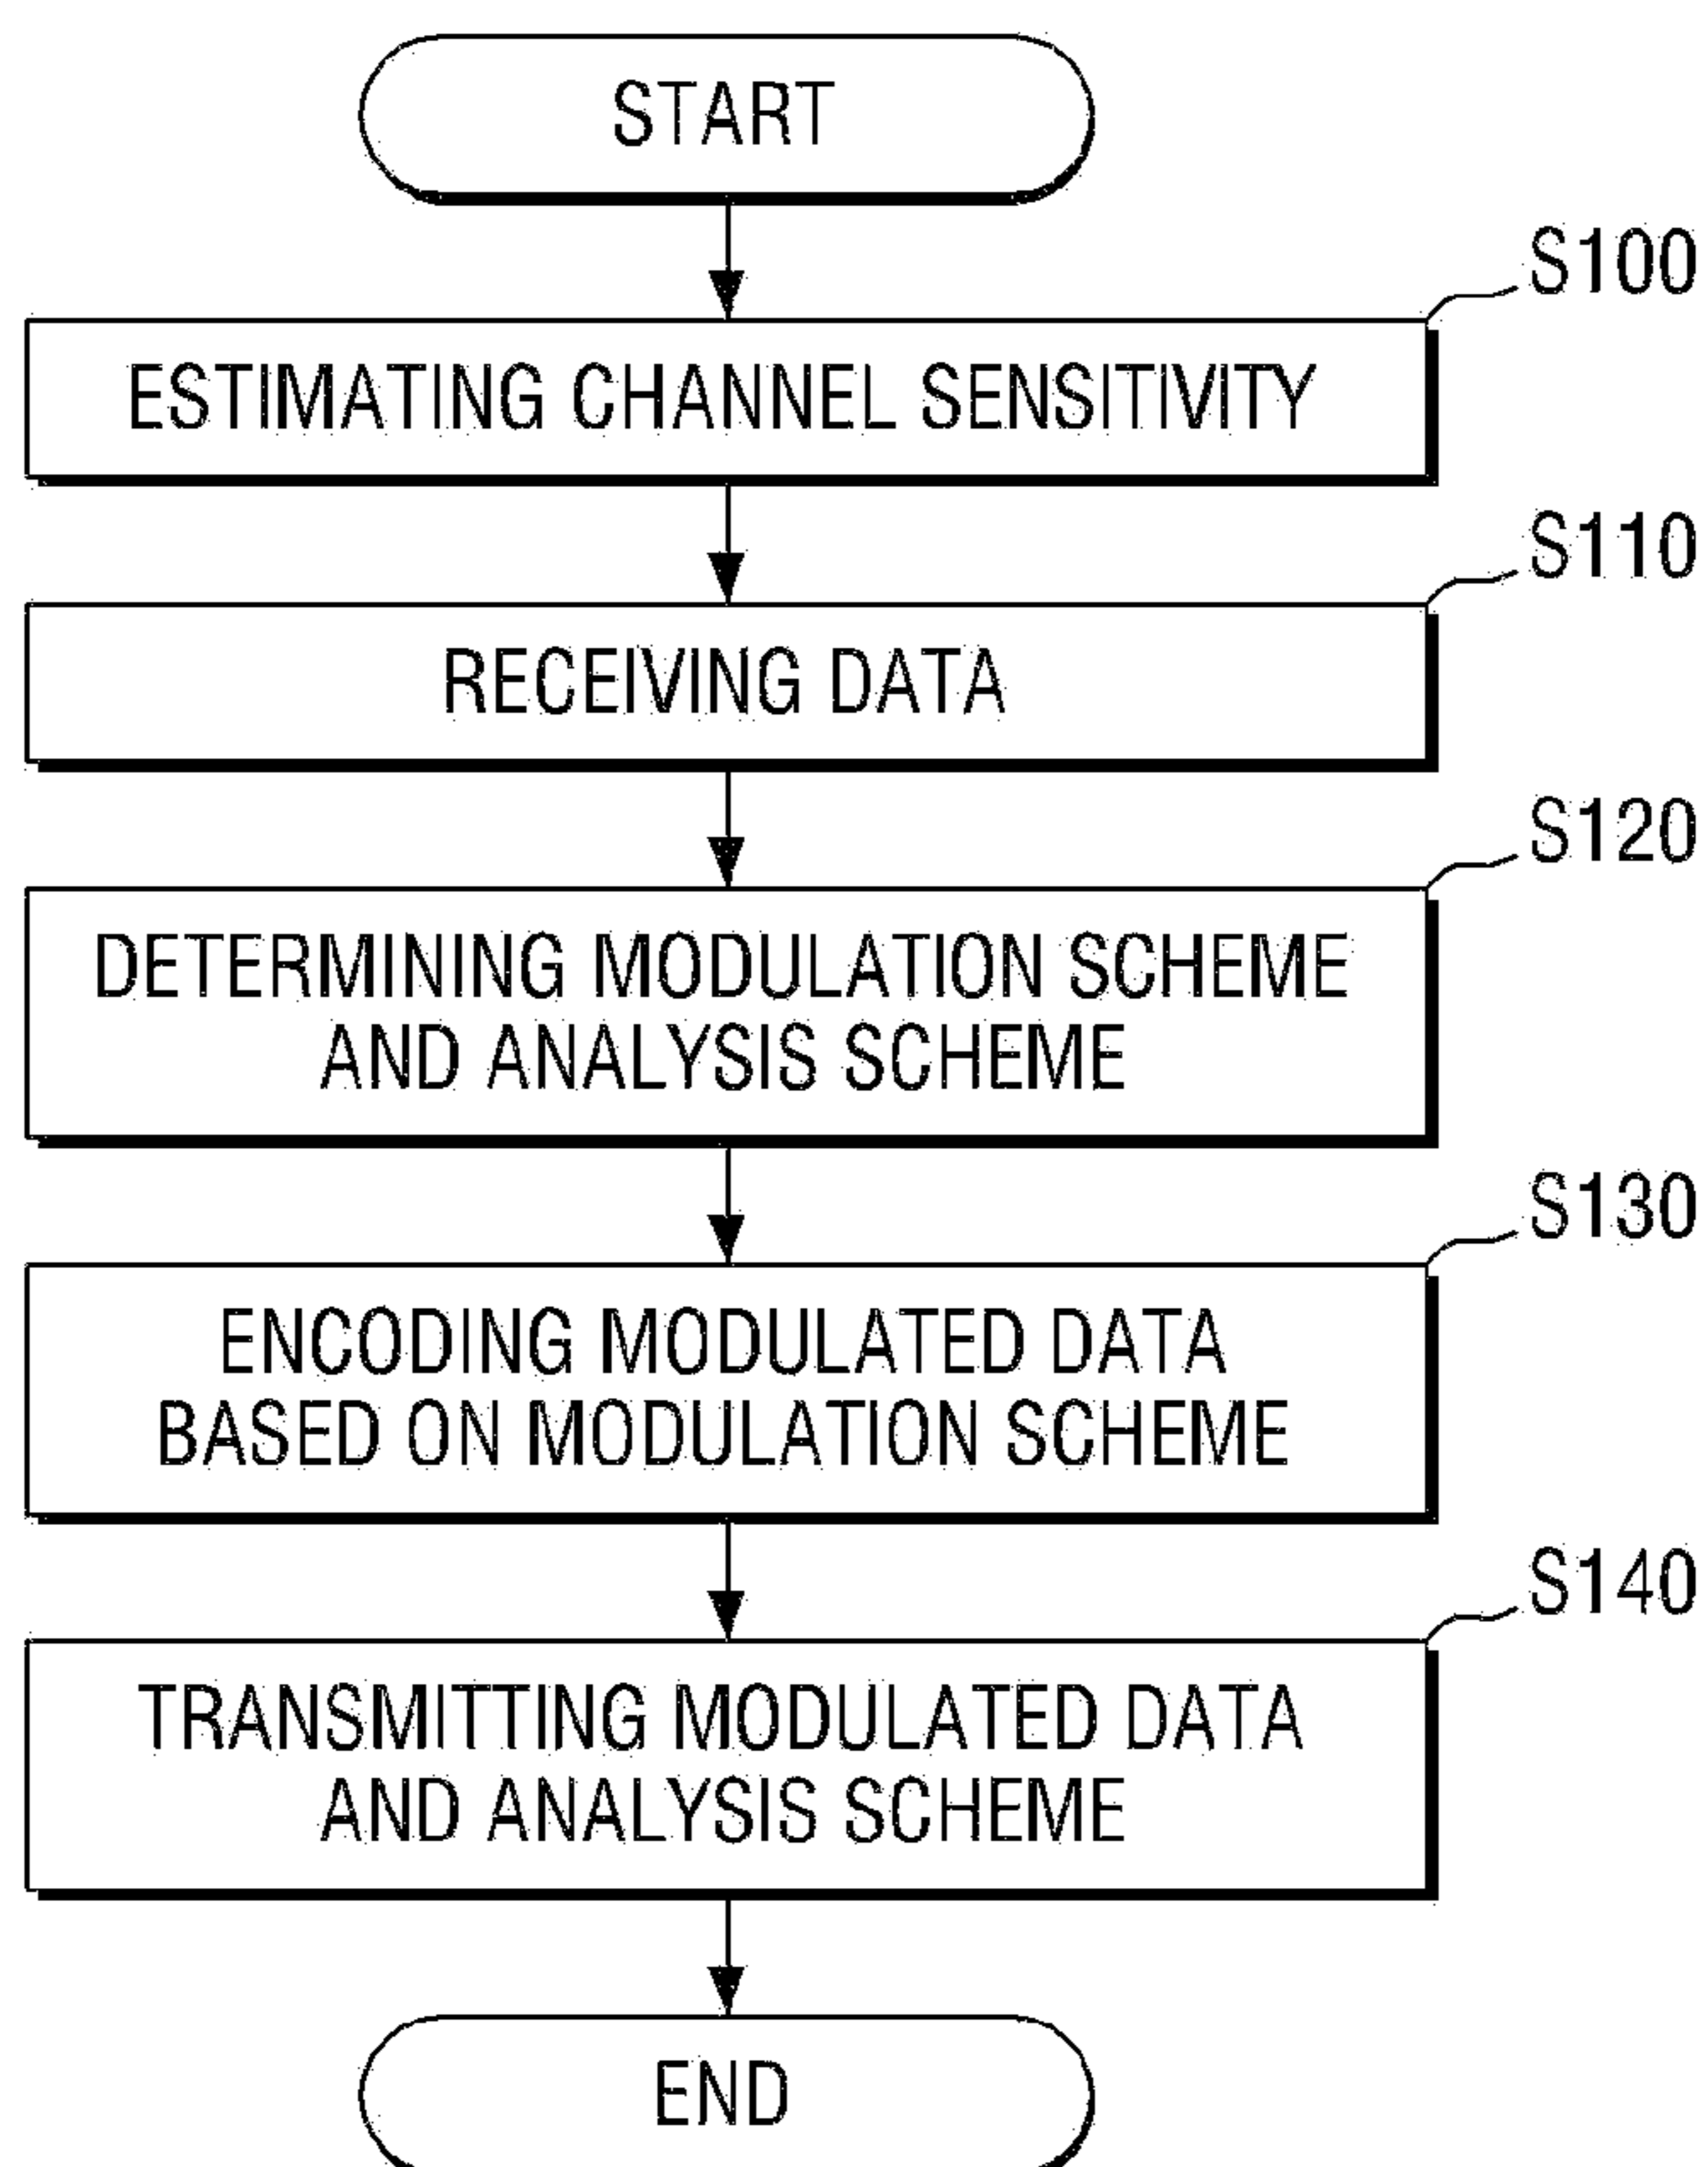 START
S100
ESTIMATING CHANNEL SENSITIVITY
S110
RECEIVING DATA
S120
DETERMINING MODULATION SCHEME
AND ANALYSIS SCHEME
S130
ENCODING MODULATED DATA
BASED ON MODULATION SCHEME
S140
TRANSMITTING MODULATED DATA
AND ANALYSIS SCHEME
END